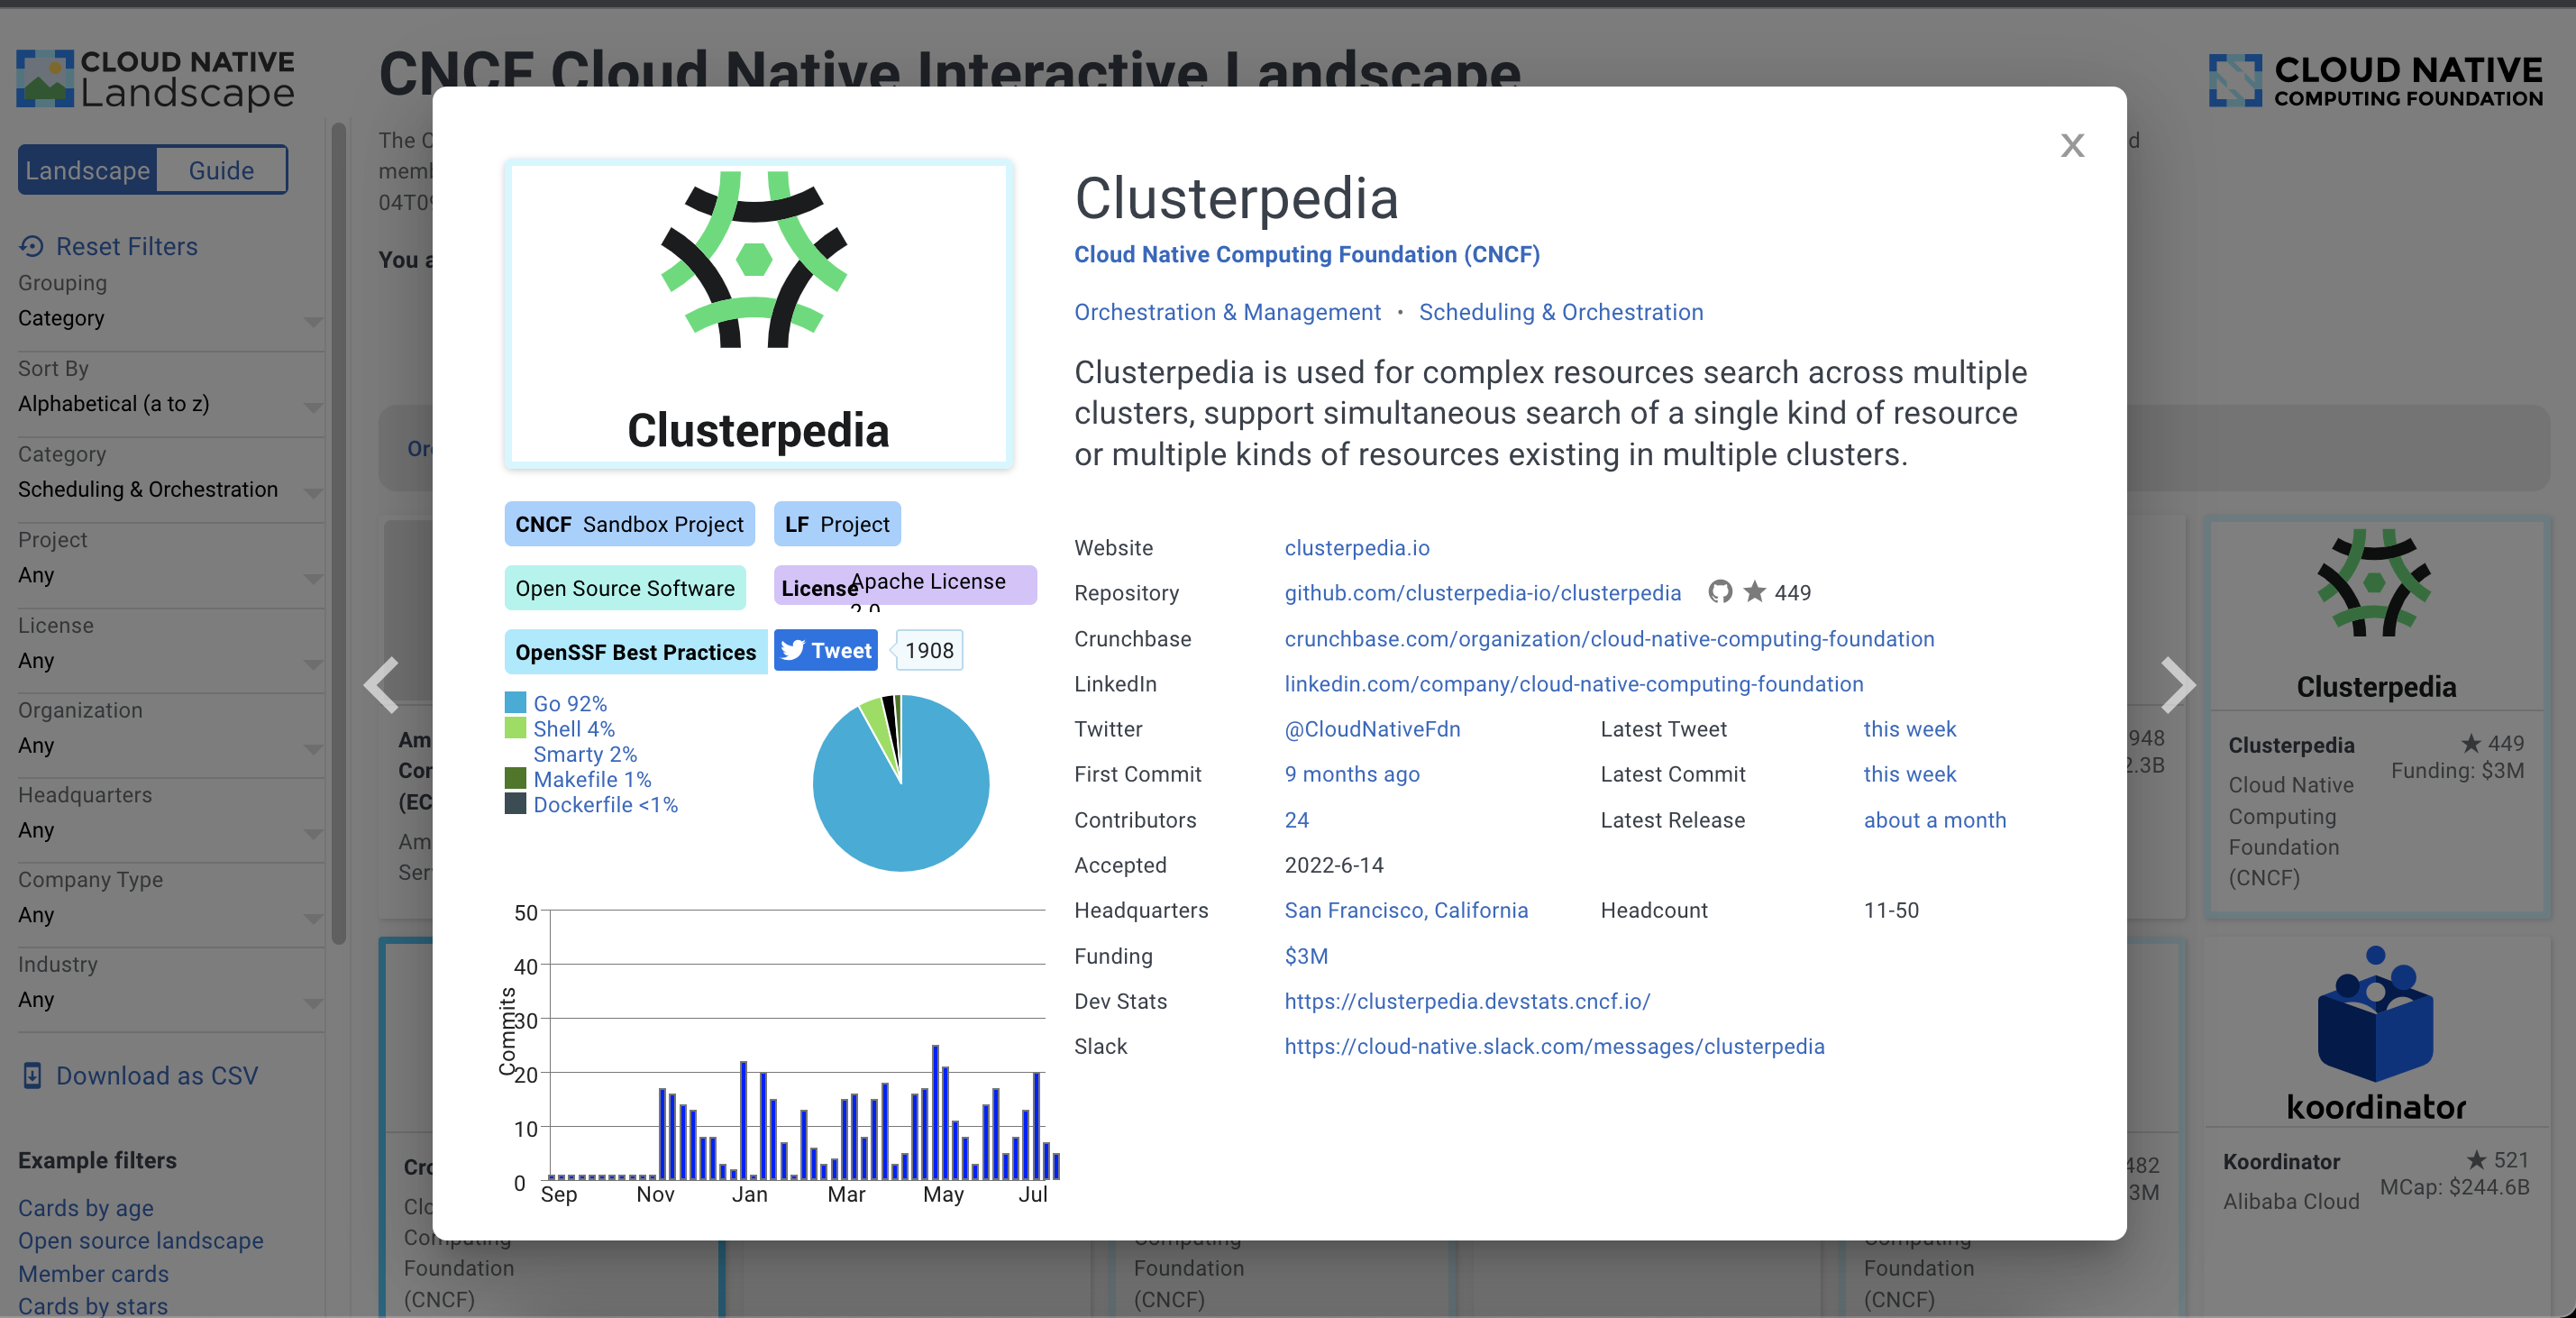 CLOUD NATIVE
Landscape
CNCF Cloud Native Interactive Landscape
CLOUD NATIVE
COMPUTING FOUNDATION
Landscape
Guide
Reset Filters
Grouping
Category
Sort By
Alphabetical (a to z)
Category
Scheduling & Orchestration
Project
Any
License
Any
Organization
Any
Headquarters
Any
Company Type
Any
Industry
Any
Download as CSV
Example filters
Cards by age
Open source landscape
Member cards
Cards by stars
The
04T09
You
X
Clusterpedia
CNCF Sandbox Project
LF Project
Open Source Software
License Apache License 2.0
OpenSSF Best Practices
Tweet
1908
Go 92%
Shell 4%
Smarty 2%
Makefile 1%
Dockerfile <1%
Commits
50
40
30
20
10
0
Sep Nov Jan Mar May Jul
Clusterpedia
Cloud Native Computing Foundation (CNCF)
Orchestration & Management • Scheduling & Orchestration
Clusterpedia is used for complex resources search across multiple
clusters, support simultaneous search of a single kind of resource
or multiple kinds of resources existing in multiple clusters.
Website clusterpedia.io
Repository github.com/clusterpedia-io/clusterpedia 449
Crunchbase crunchbase.com/organization/cloud-native-computing-foundation
LinkedIn linkedin.com/company/cloud-native-computing-foundation
Twitter @CloudNativeFdn Latest Tweet this week
First Commit 9 months ago Latest Commit this week
Contributors 24 Latest Release about a month
Accepted 2022-6-14
Headquarters San Francisco, California Headcount 11-50
Funding $3M
Dev Stats https://clusterpedia.devstats.cncf.io/
Slack https://cloud-native.slack.com/messages/clusterpedia
948
2.3B
482
3M
Clusterpedia
Clusterpedia ★ 449
Funding: $3M
Cloud Native
Computing
Foundation
(CNCF)
koordinator
Koordinator ★ 521
MCap: $244.6B
Alibaba Cloud
Computing
Foundation
(CNCF)
Computing
Foundation
(CNCF)
Computing
Foundation
(CNCF)